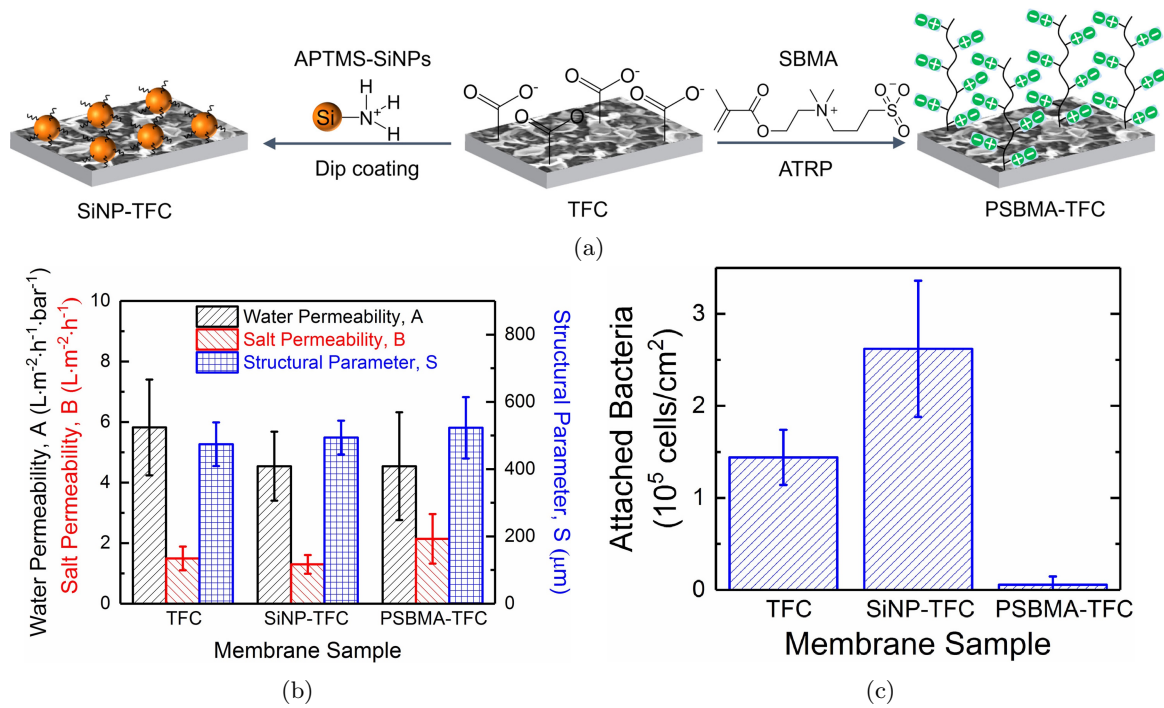 APTMS-SiNPs
Si N⁺ H H H
Dip coating
SiNP-TFC
O O⁻ O O⁻ O O⁻ O
TFC
SBMA
O O N⁺ S O O⁻ O
ATRP
PSBMA-TFC
(a)
Water Permeability, A (L·m⁻²·h⁻¹·bar⁻¹)
Salt Permeability, B (L·m⁻²·h⁻¹)
10
8
6
4
2
0
Water Permeability, A
Salt Permeability, B
Structural Parameter, S
800
600
400
200
0
Structural Parameter, S (μm)
TFC SiNP-TFC PSBMA-TFC
Membrane Sample
(b)
Attached Bacteria
(10⁵ cells/cm²)
3
2
1
0
TFC SiNP-TFC PSBMA-TFC
Membrane Sample
(c)